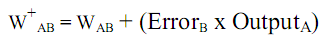 W⁺AB = WAB + (ErrorB x OutputA)